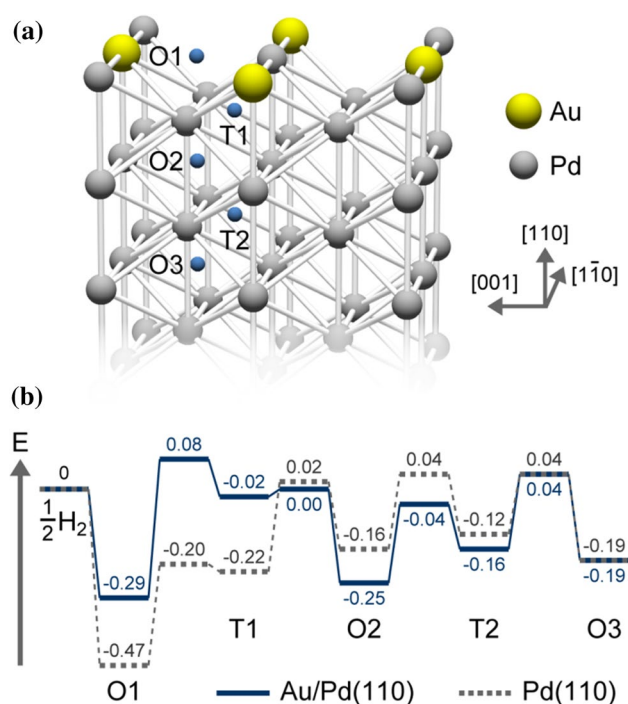 (a)
O1
T1
O2
T2
O3
Au
Pd
[110]
[001]
[11̄0]
(b)
E
0
½H₂
-0.29
-0.47
O1
0.08
-0.20
-0.02
-0.22
T1
0.02
0.00
-0.16
-0.25
O2
0.04
-0.04
-0.12
-0.16
T2
0.04
0.04
-0.19
-0.19
O3
Au/Pd(110)
Pd(110)